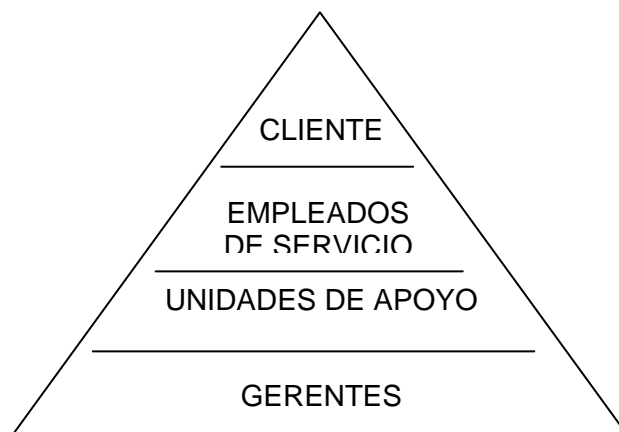 CLIENTE
EMPLEADOS
DE SERVICIO
UNIDADES DE APOYO
GERENTES